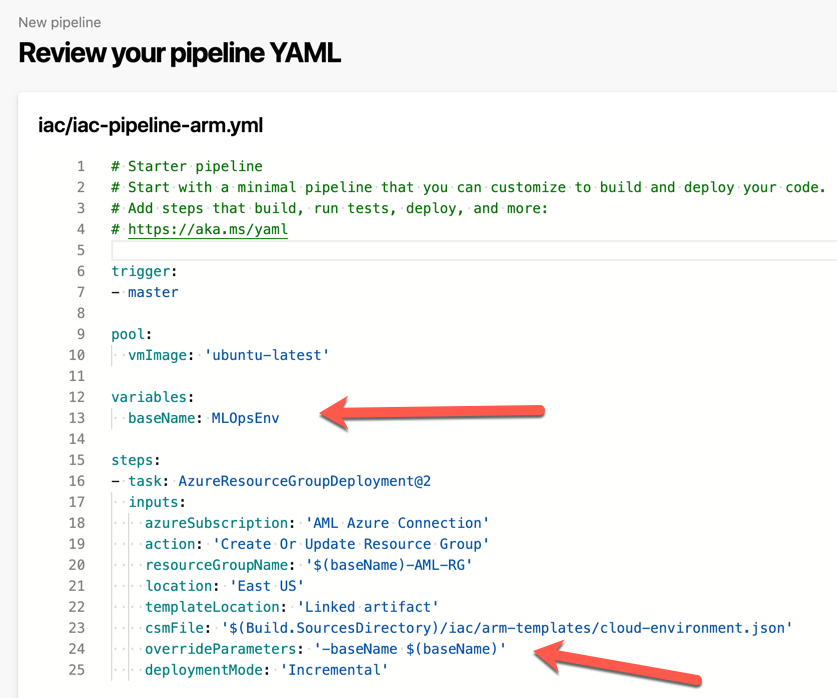 New pipeline
Review your pipeline YAML
iac/iac-pipeline-arm.yml
1 # Starter pipeline
2 # Start with a minimal pipeline that you can customize to build and deploy your code.
3 # Add steps that build, run tests, deploy, and more:
4 # https://aka.ms/yaml
5
6 trigger:
7 - master
8
9 pool:
10   vmImage: 'ubuntu-latest'
11
12 variables:
13   baseName: MLOpsEnv
14
15 steps:
16 - task: AzureResourceGroupDeployment@2
17   inputs:
18     azureSubscription: 'AML Azure Connection'
19     action: 'Create Or Update Resource Group'
20     resourceGroupName: '$(baseName)-AML-RG'
21     location: 'East US'
22     templateLocation: 'Linked artifact'
23     csmFile: '$(Build.SourcesDirectory)/iac/arm-templates/cloud-environment.json'
24     overrideParameters: '-baseName $(baseName)'
25     deploymentMode: 'Incremental'